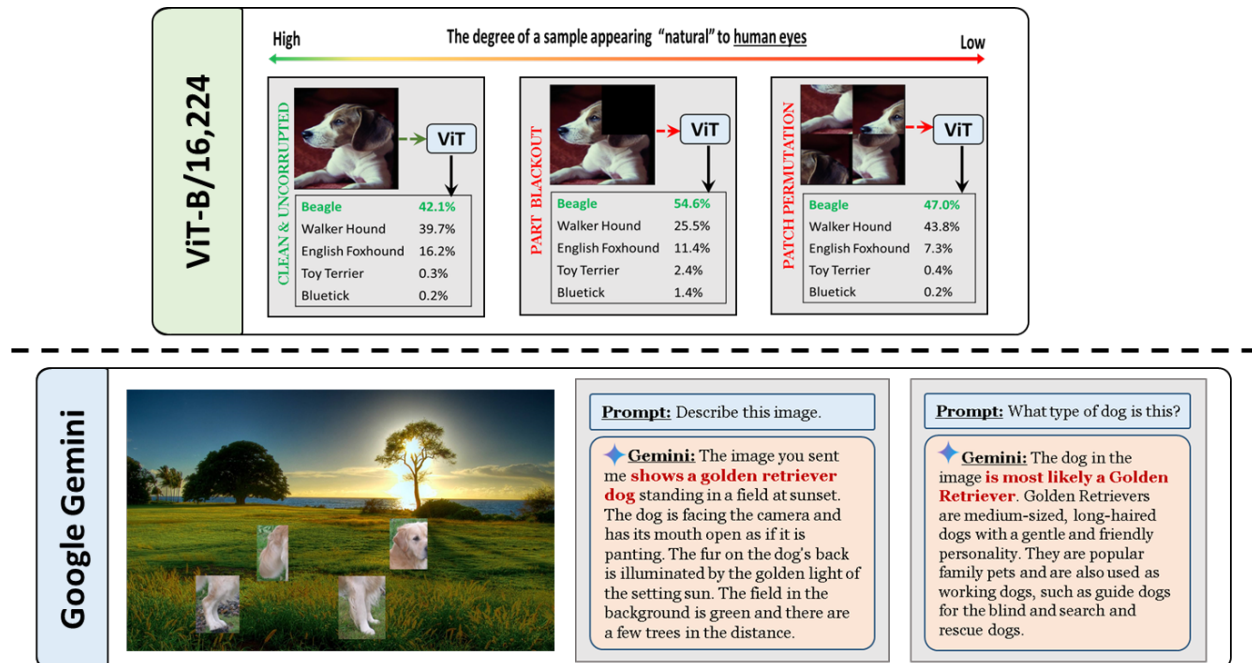 ViT-B/16,224
High
The degree of a sample appearing “natural” to human eyes
Low
CLEAN & UNCORRUPTED
ViT
Beagle 42.1%
Walker Hound 39.7%
English Foxhound 16.2%
Toy Terrier 0.3%
Bluetick 0.2%
PART BLACKOUT
ViT
Beagle 54.6%
Walker Hound 25.5%
English Foxhound 11.4%
Toy Terrier 2.4%
Bluetick 1.4%
PATCH PERMUTATION
ViT
Beagle 47.0%
Walker Hound 43.8%
English Foxhound 7.3%
Toy Terrier 0.4%
Bluetick 0.2%
Google Gemini
Prompt: Describe this image.
Gemini: The image you sent
me shows a golden retriever
dog standing in a field at sunset.
The dog is facing the camera and
has its mouth open as if it is
panting. The fur on the dog's back
is illuminated by the golden light of
the setting sun. The field in the
background is green and there are
a few trees in the distance.
Prompt: What type of dog is this?
Gemini: The dog in the
image is most likely a Golden
Retriever. Golden Retrievers
are medium-sized, long-haired
dogs with a gentle and friendly
personality. They are popular
family pets and are also used as
working dogs, such as guide dogs
for the blind and search and
rescue dogs.